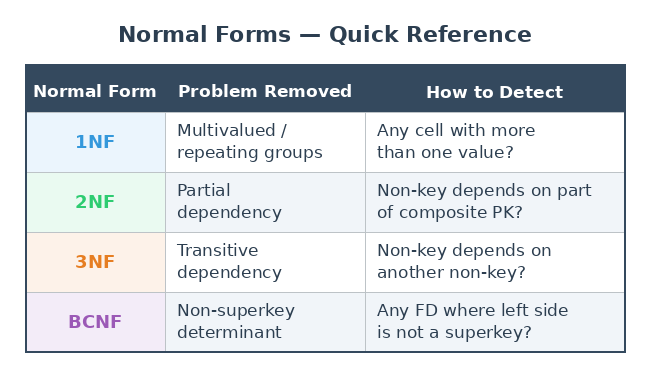 Normal Forms — Quick Reference
Normal Form Problem Removed How to Detect
1NF
Multivalued /
repeating groups
Any cell with more
than one value?
2NF
Partial
dependency
Non-key depends on part
of composite PK?
3NF
Transitive
dependency
Non-key depends on
another non-key?
BCNF
Non-superkey
determinant
Any FD where left side
is not a superkey?